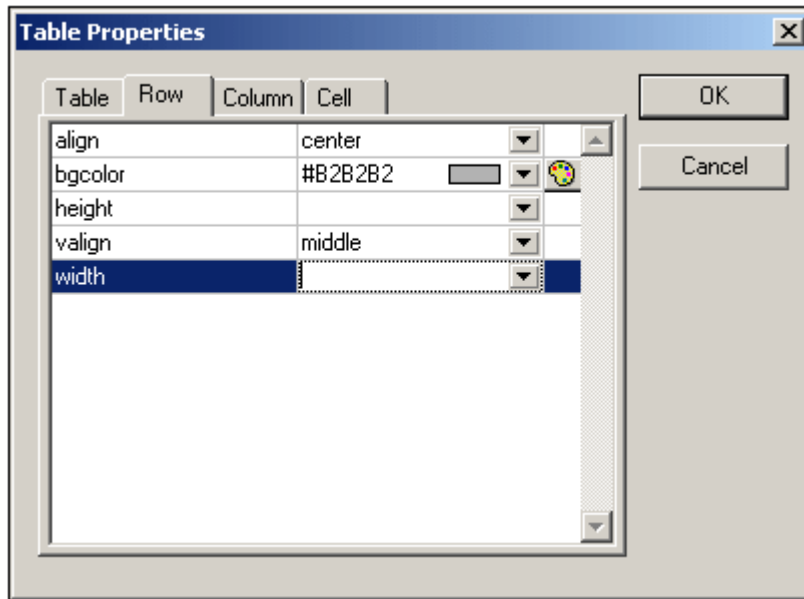 Table Properties
Table Row Column Cell
OK
align center
bgcolor #B2B2B2
Cancel
height
valign middle
width